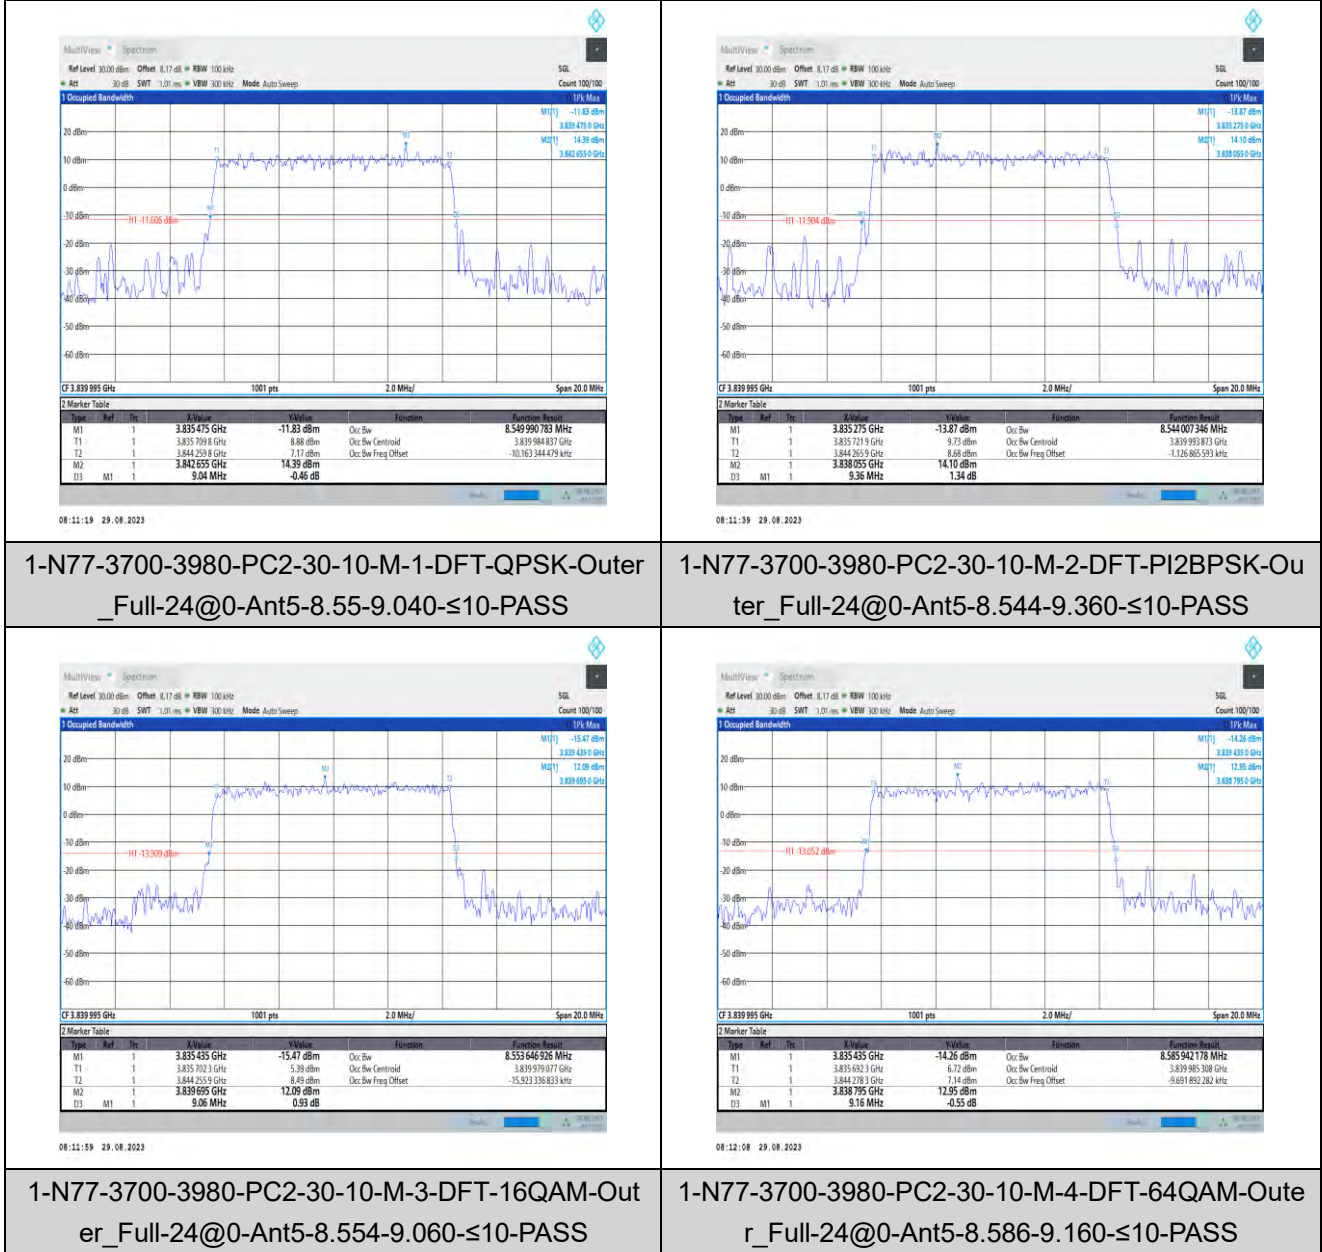 MultiView Spectrum
Ref Level 30.00 dBm Offset 8.17 dB RBW 100 kHz SGL
Att 30 dB SWT 1.01 ms VBW 300 kHz Mode Auto Sweep Count 100/100
1 Occupied Bandwidth 1Pk Max
M1[1] -11.83 dBm
3.835 475 0 GHz
M2[1] 14.39 dBm
3.842 655 0 GHz
20 dBm
10 dBm
0 dBm
-10 dBm
H1 -11.606 dBm
-20 dBm
-30 dBm
-40 dBm
-50 dBm
-60 dBm
T1
M2
CF 3.839 995 GHz 1001 pts 2.0 MHz/ Span 20.0 MHz
2 Marker Table
Type Ref Trc X-Value Y-Value Function Function Result
M1 1 3.835 475 GHz -11.83 dBm Occ Bw 8.549 990 783 MHz
T1 1 3.835 709 8 GHz 8.88 dBm Occ Bw Centroid 3.839 984 837 GHz
T2 1 3.844 259 8 GHz 7.17 dBm Occ Bw Freq Offset -10.163 344 479 kHz
M2 1 3.842 655 GHz 14.39 dBm
D3 M1 1 9.04 MHz -0.46 dB
08:11:19 29.08.2023
1-N77-3700-3980-PC2-30-10-M-1-DFT-QPSK-Outer
_Full-24@0-Ant5-8.55-9.040-≤10-PASS
MultiView Spectrum
Ref Level 30.00 dBm Offset 8.17 dB RBW 100 kHz SGL
Att 30 dB SWT 1.01 ms VBW 300 kHz Mode Auto Sweep Count 100/100
1 Occupied Bandwidth 1Pk Max
M1[1] -13.87 dBm
3.835 275 0 GHz
M2[1] 14.10 dBm
3.838 055 0 GHz
20 dBm
10 dBm
0 dBm
-10 dBm
H1 -11.904 dBm
-20 dBm
-30 dBm
-40 dBm
-50 dBm
-60 dBm
T1
M2
CF 3.839 995 GHz 1001 pts 2.0 MHz/ Span 20.0 MHz
2 Marker Table
Type Ref Trc X-Value Y-Value Function Function Result
M1 1 3.835 275 GHz -13.87 dBm Occ Bw 8.544 007 346 MHz
T1 1 3.835 721 9 GHz 9.73 dBm Occ Bw Centroid 3.839 993 873 GHz
T2 1 3.844 265 9 GHz 8.68 dBm Occ Bw Freq Offset -1.126 865 593 kHz
M2 1 3.838 055 GHz 14.10 dBm
D3 M1 1 9.36 MHz 1.34 dB
08:11:39 29.08.2023
1-N77-3700-3980-PC2-30-10-M-2-DFT-PI2BPSK-Ou
ter_Full-24@0-Ant5-8.544-9.360-≤10-PASS
MultiView Spectrum
Ref Level 30.00 dBm Offset 8.17 dB RBW 100 kHz SGL
Att 30 dB SWT 1.01 ms VBW 300 kHz Mode Auto Sweep Count 100/100
1 Occupied Bandwidth 1Pk Max
M1[1] -15.47 dBm
3.835 435 0 GHz
M2[1] 12.09 dBm
3.839 695 0 GHz
20 dBm
10 dBm
0 dBm
-10 dBm
H1 -13.909 dBm
-20 dBm
-30 dBm
-40 dBm
-50 dBm
-60 dBm
M2
T2
CF 3.839 995 GHz 1001 pts 2.0 MHz/ Span 20.0 MHz
2 Marker Table
Type Ref Trc X-Value Y-Value Function Function Result
M1 1 3.835 435 GHz -15.47 dBm Occ Bw 8.553 646 926 MHz
T1 1 3.835 702 3 GHz 5.39 dBm Occ Bw Centroid 3.839 979 077 GHz
T2 1 3.844 255 9 GHz 8.49 dBm Occ Bw Freq Offset -15.923 336 833 kHz
M2 1 3.839 695 GHz 12.09 dBm
D3 M1 1 9.06 MHz 0.93 dB
08:11:59 29.08.2023
1-N77-3700-3980-PC2-30-10-M-3-DFT-16QAM-Out
er_Full-24@0-Ant5-8.554-9.060-≤10-PASS
MultiView Spectrum
Ref Level 30.00 dBm Offset 8.17 dB RBW 100 kHz SGL
Att 30 dB SWT 1.01 ms VBW 300 kHz Mode Auto Sweep Count 100/100
1 Occupied Bandwidth 1Pk Max
M1[1] -14.26 dBm
3.835 435 0 GHz
M2[1] 12.95 dBm
3.838 795 0 GHz
20 dBm
10 dBm
0 dBm
-10 dBm
H1 -13.052 dBm
-20 dBm
-30 dBm
-40 dBm
-50 dBm
-60 dBm
M2
CF 3.839 995 GHz 1001 pts 2.0 MHz/ Span 20.0 MHz
2 Marker Table
Type Ref Trc X-Value Y-Value Function Function Result
M1 1 3.835 435 GHz -14.26 dBm Occ Bw 8.585 942 178 MHz
T1 1 3.835 692 3 GHz 6.72 dBm Occ Bw Centroid 3.839 985 308 GHz
T2 1 3.844 278 3 GHz 7.14 dBm Occ Bw Freq Offset -9.691 892 282 kHz
M2 1 3.838 795 GHz 12.95 dBm
D3 M1 1 9.16 MHz -0.55 dB
08:12:08 29.08.2023
1-N77-3700-3980-PC2-30-10-M-4-DFT-64QAM-Oute
r_Full-24@0-Ant5-8.586-9.160-≤10-PASS